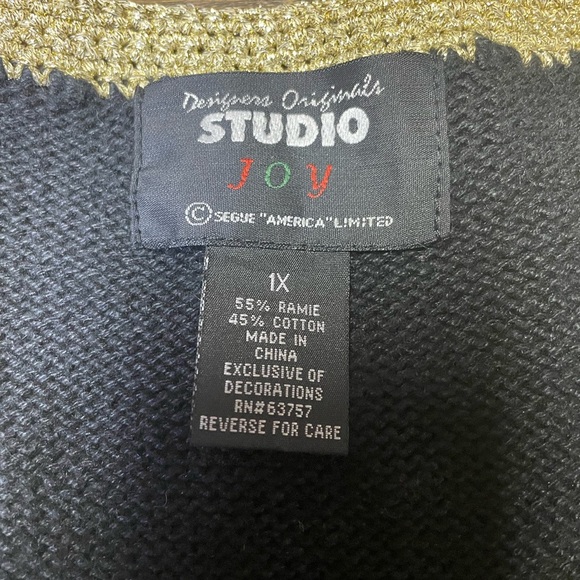 Designers Originals
STUDIO
Joy
© SEGUE "AMERICA" LIMITED
1X
55% RAMIE
45% COTTON
MADE IN
CHINA
EXCLUSIVE OF
DECORATIONS
RN#63757
REVERSE FOR CARE